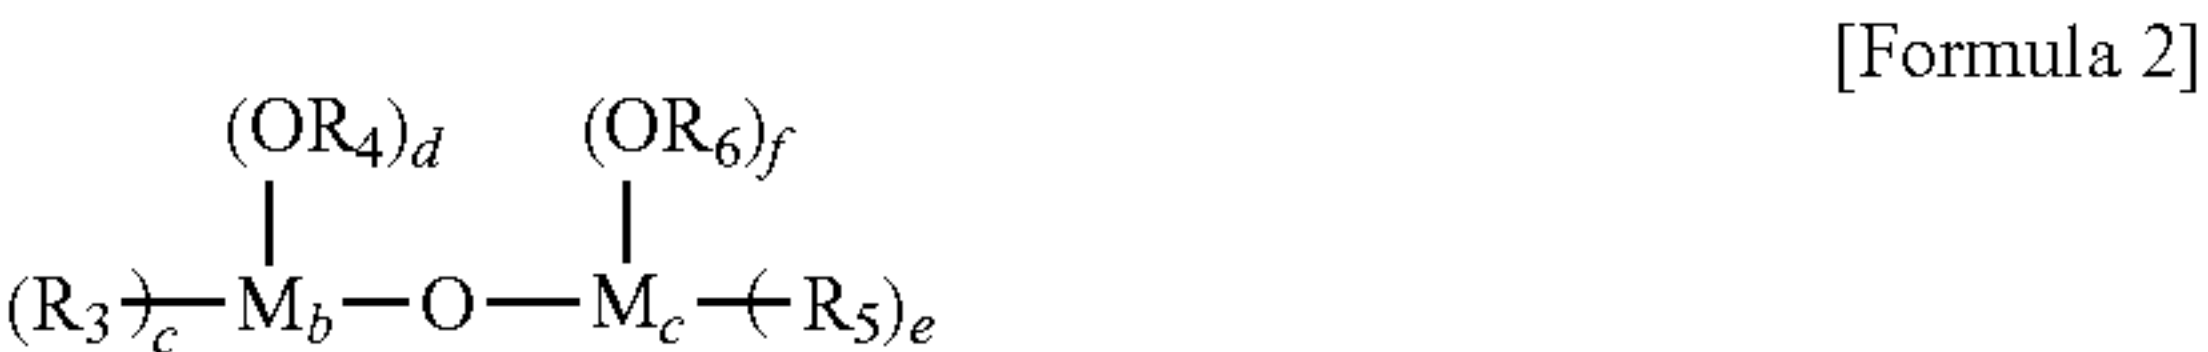 [Formula 2]
(OR4)d (OR6)f
(R3)c—Mb—O—Mc—(R5)e